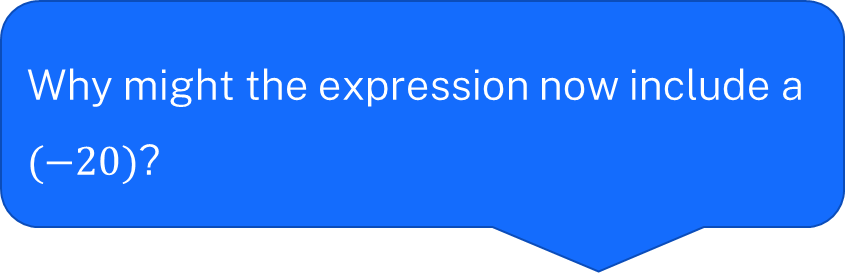 Why might the expression now include a
(−20)?